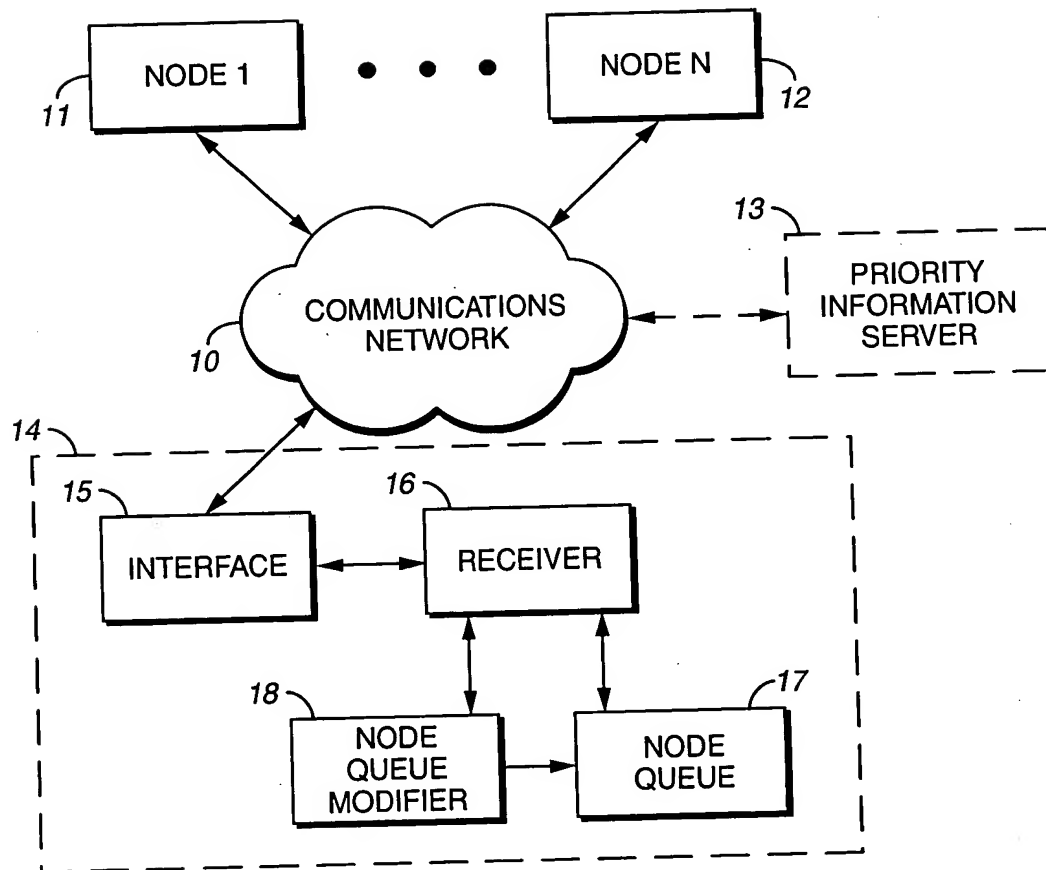 NODE 1
11
NODE N
12
13
PRIORITY
INFORMATION
SERVER
COMMUNICATIONS
NETWORK
10
14
15
INTERFACE
16
RECEIVER
18
NODE
QUEUE
MODIFIER
17
NODE
QUEUE